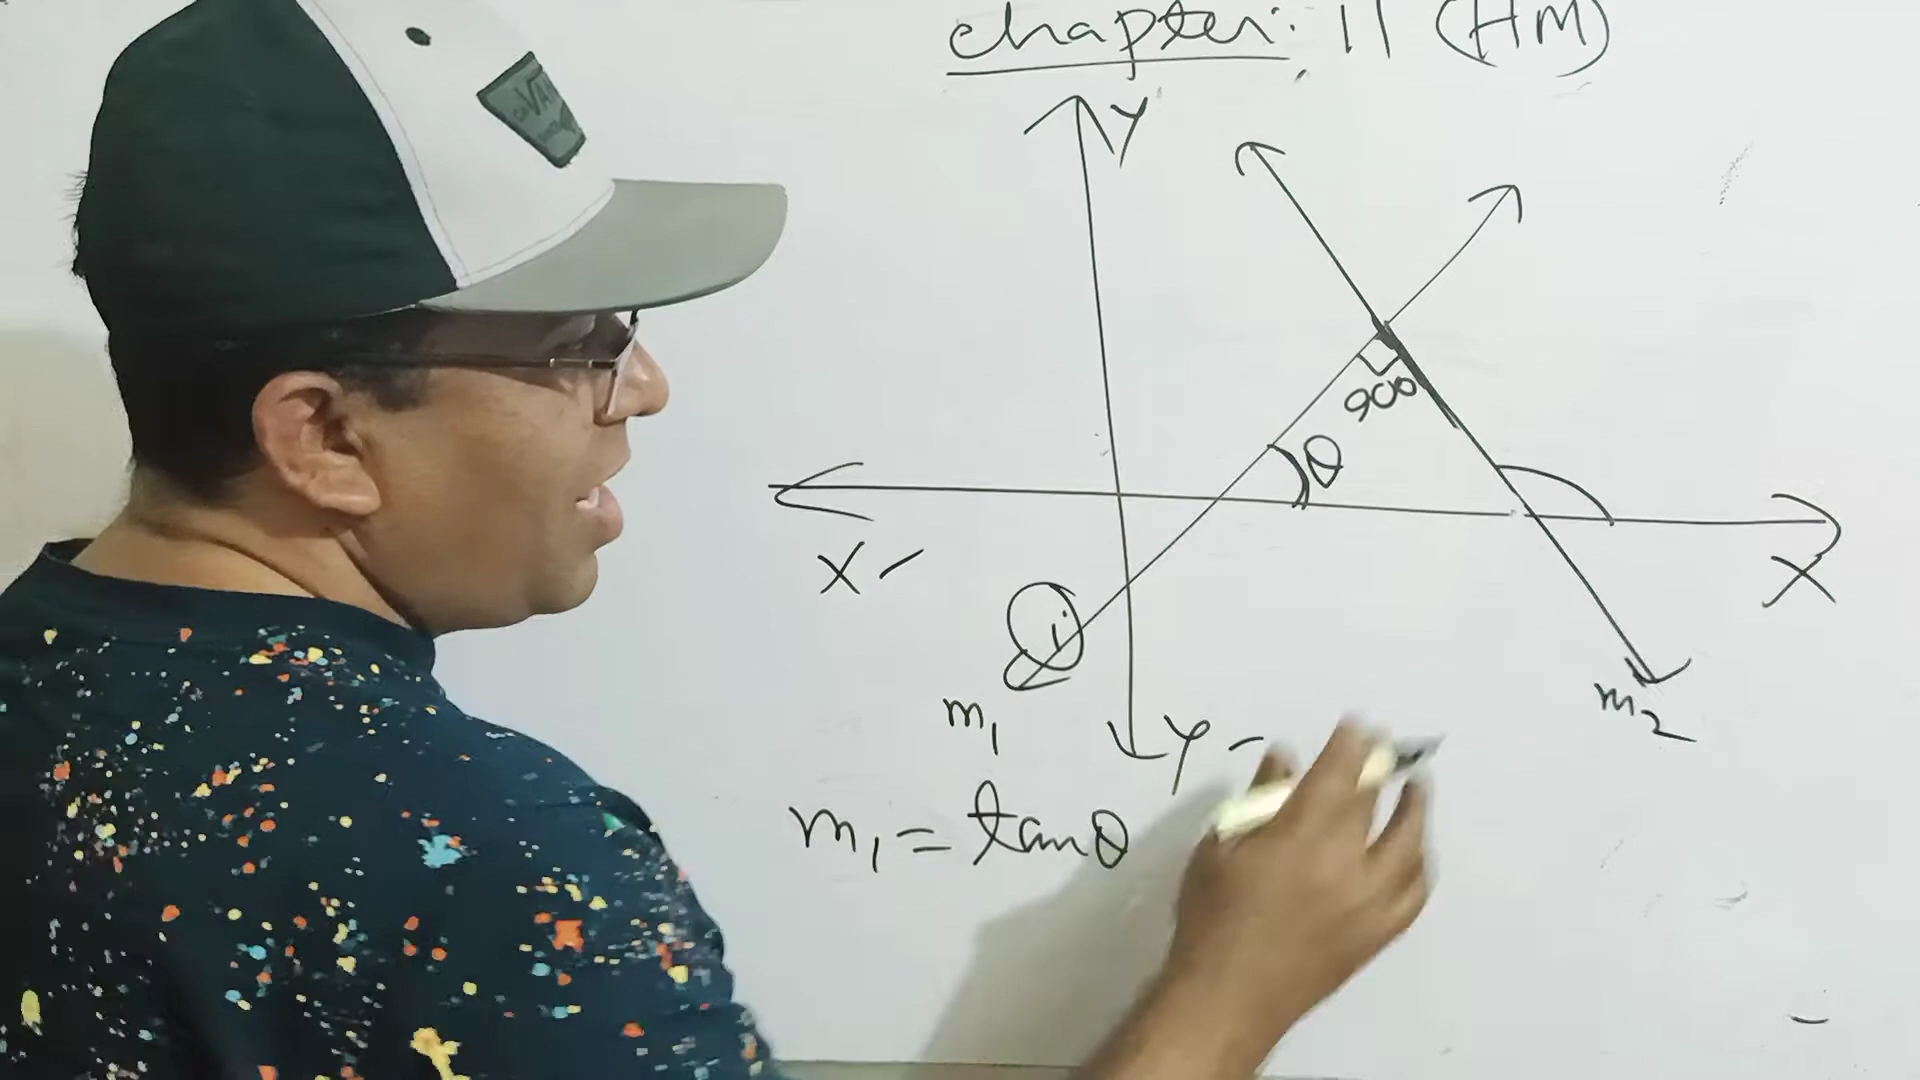 chapter: 11 (HM)
Y
90°
θ
X -
X
i
m₁
m₂
Y -
m₁ = tanθ